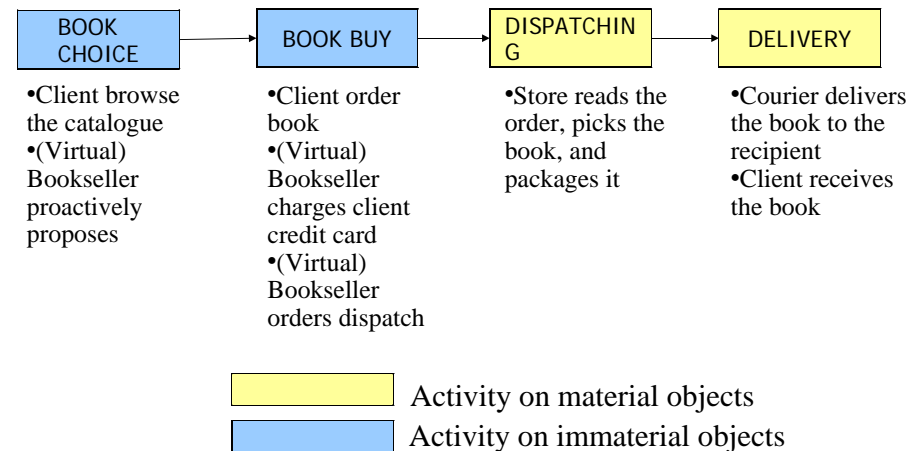 BOOK
CHOICE
BOOK BUY
DISPATCHIN
G
DELIVERY
•Client browse
the catalogue
•(Virtual)
Bookseller
proactively
proposes
•Client order
book
•(Virtual)
Bookseller
charges client
credit card
•(Virtual)
Bookseller
orders dispatch
•Store reads the
order, picks the
book, and
packages it
•Courier delivers
the book to the
recipient
•Client receives
the book
Activity on material objects
Activity on immaterial objects